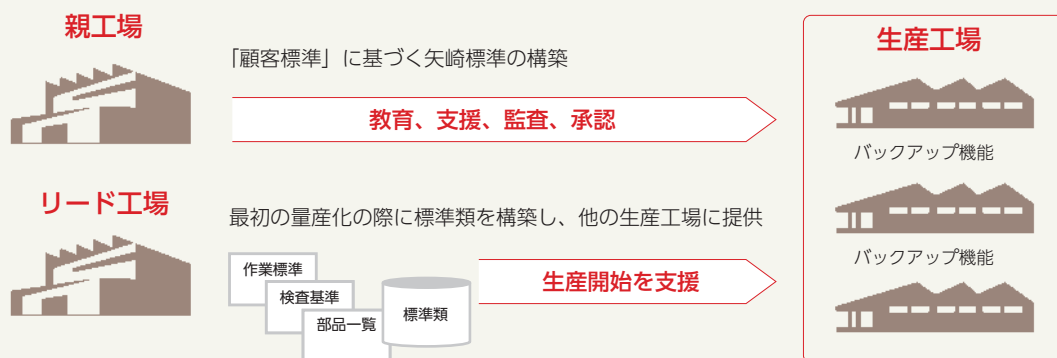 親工場
「顧客標準」に基づく矢崎標準の構築
教育、支援、監査、承認
リード工場
最初の量産化の際に標準類を構築し、他の生産工場に提供
作業標準
検査基準
部品一覧
標準類
生産開始を支援
生産工場
バックアップ機能
バックアップ機能